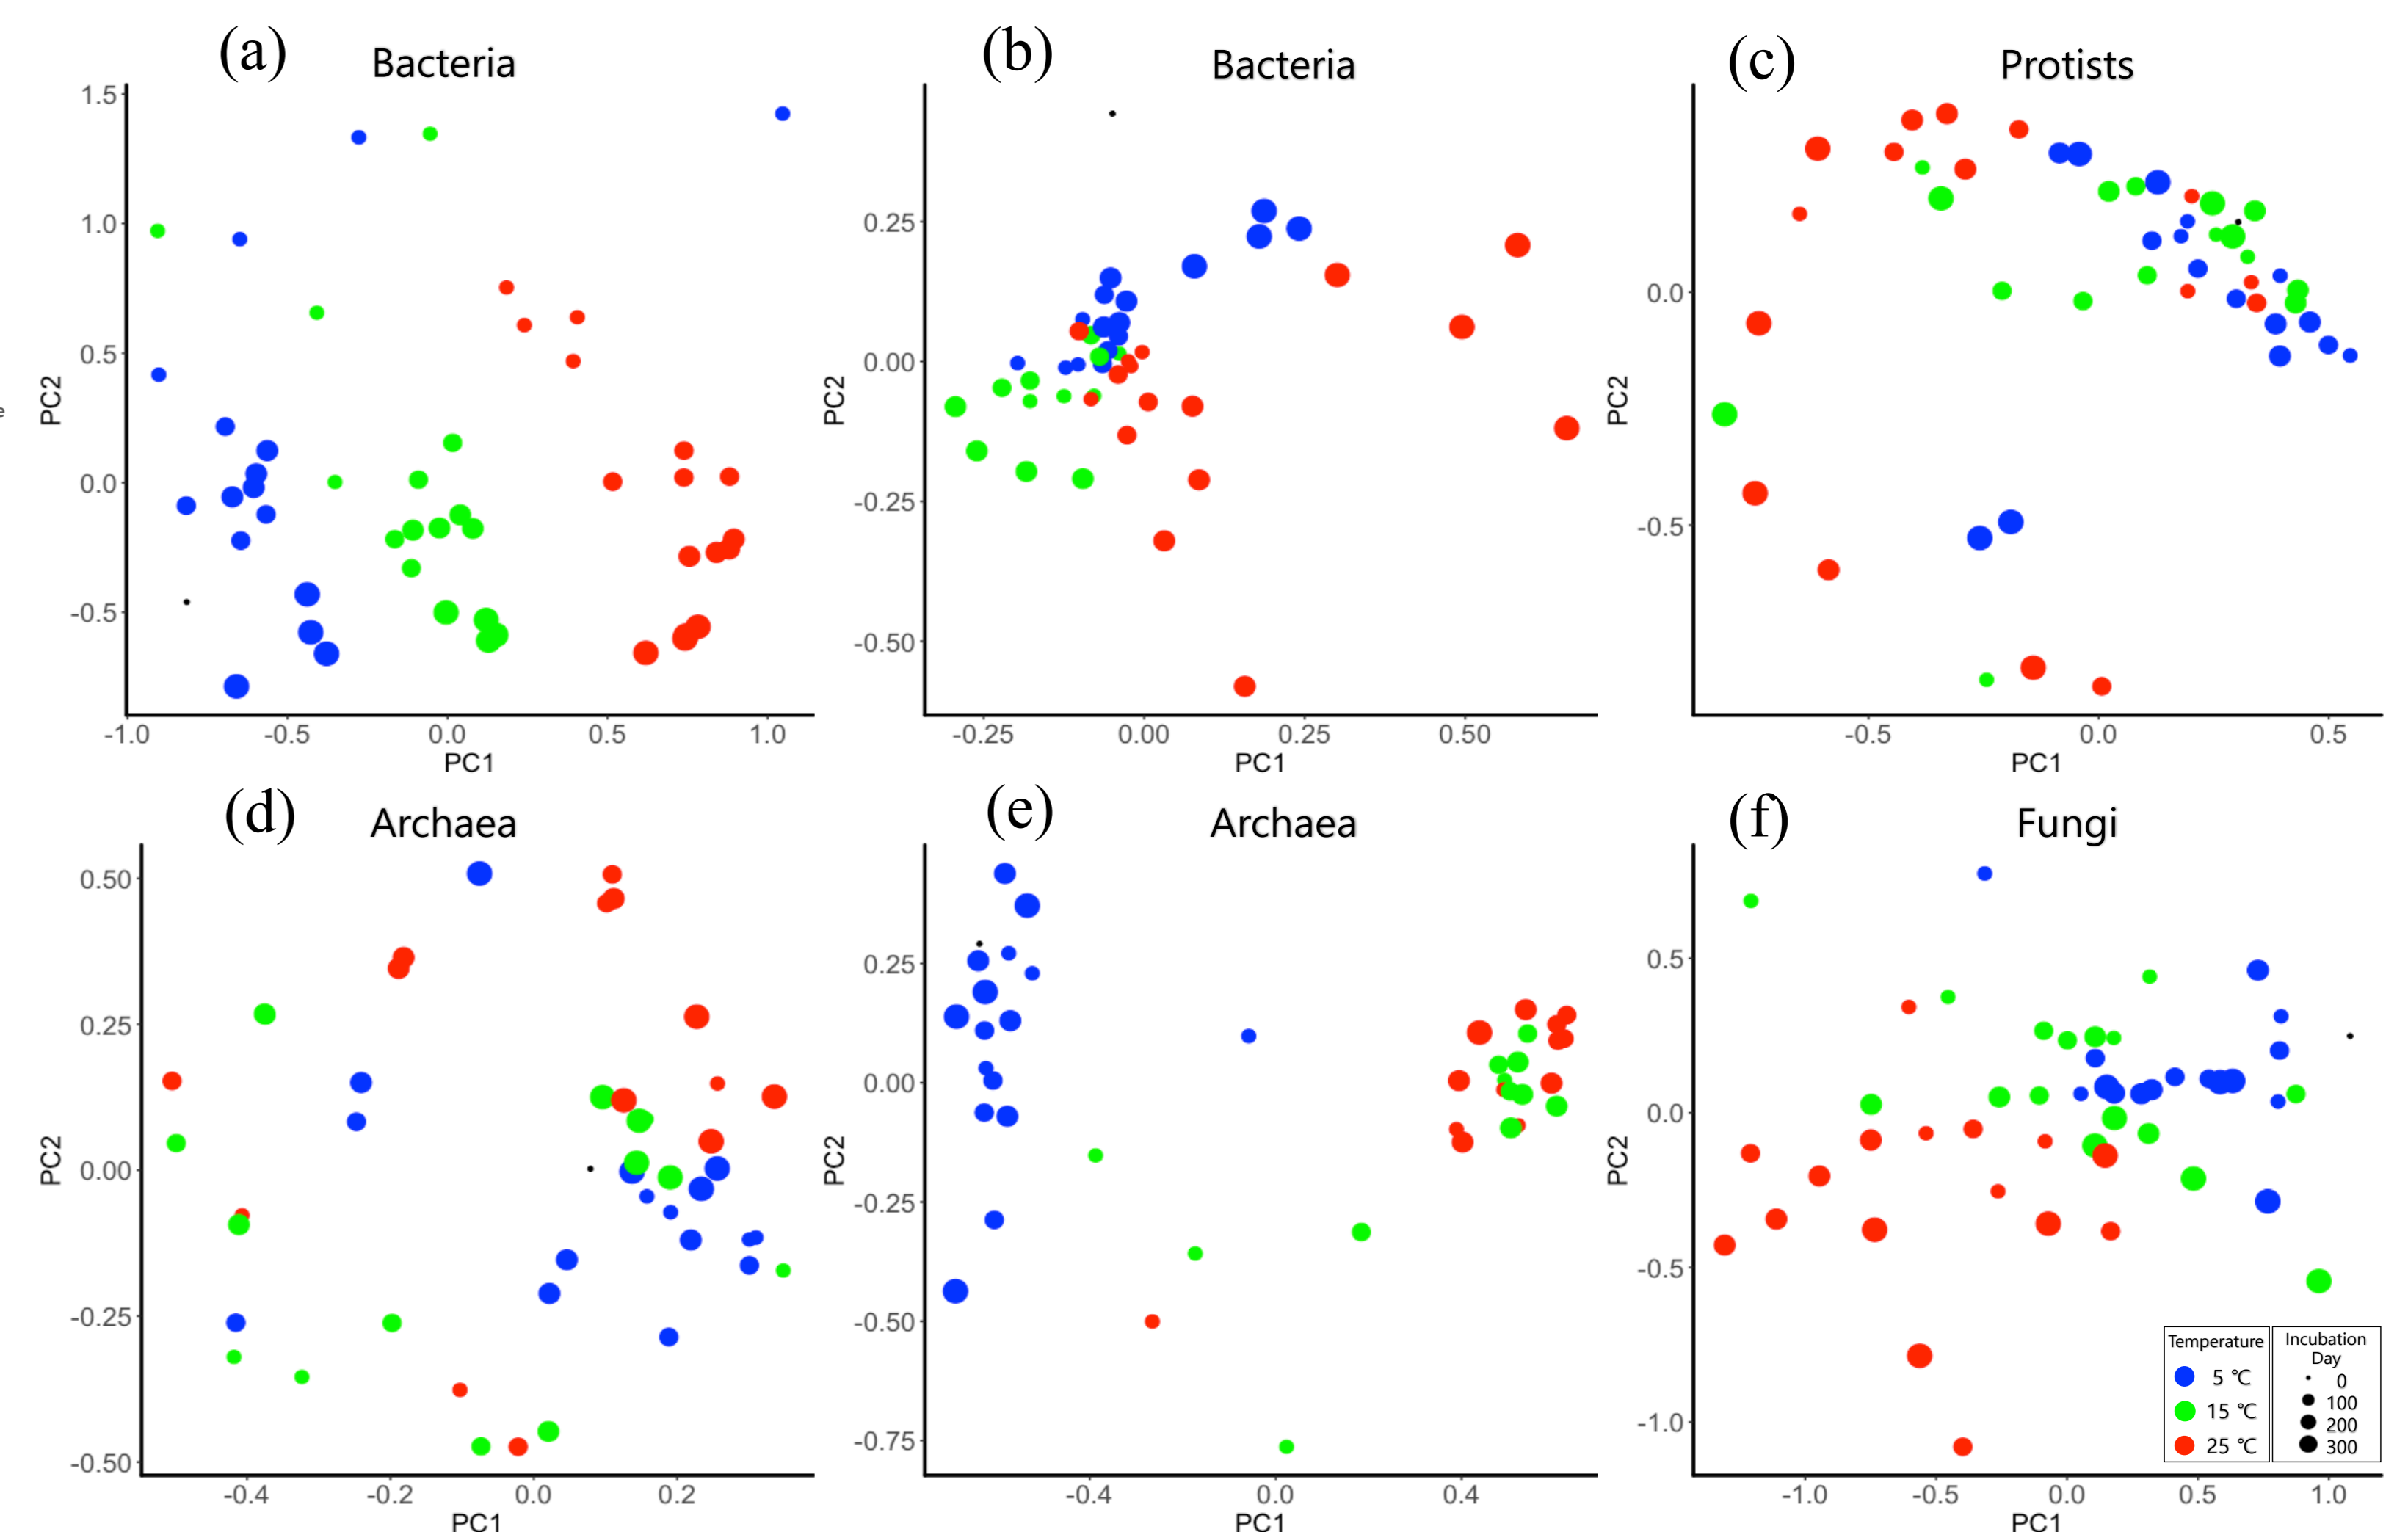 (a) Bacteria
1.5
1.0
0.5
0.0
-0.5
PC2
-1.0 -0.5 0.0 0.5 1.0
PC1
(b) Bacteria
0.25
0.00
-0.25
-0.50
PC2
-0.25 0.00 0.25 0.50
PC1
(c) Protists
0.0
-0.5
PC2
-0.5 0.0 0.5
PC1
(d) Archaea
0.50
0.25
0.00
-0.25
-0.50
PC2
-0.4 -0.2 0.0 0.2
PC1
(e) Archaea
0.25
0.00
-0.25
-0.50
-0.75
PC2
-0.4 0.0 0.4
PC1
(f) Fungi
0.5
0.0
-0.5
-1.0
PC2
-1.0 -0.5 0.0 0.5 1.0
PC1
Temperature
5 ℃
15 ℃
25 ℃
Incubation
Day
0
100
200
300